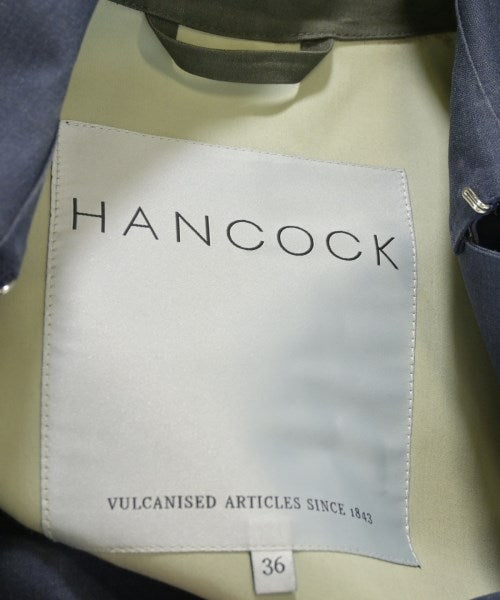 HANCOCK
VULCANISED ARTICLES SINCE 1843
36